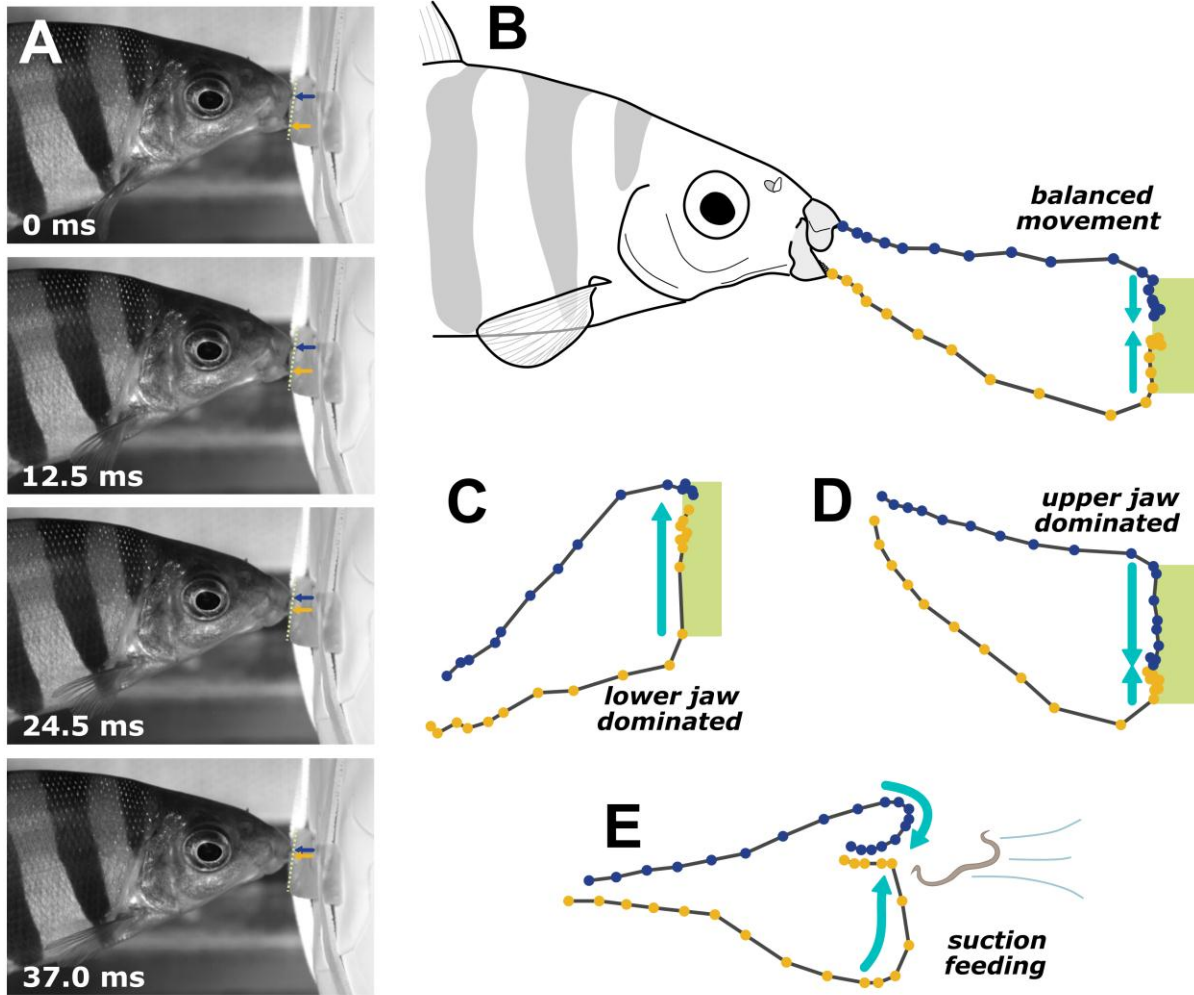 A
0 ms
12.5 ms
24.5 ms
37.0 ms
B
balanced
movement
C
lower jaw
dominated
D
upper jaw
dominated
E
suction
feeding